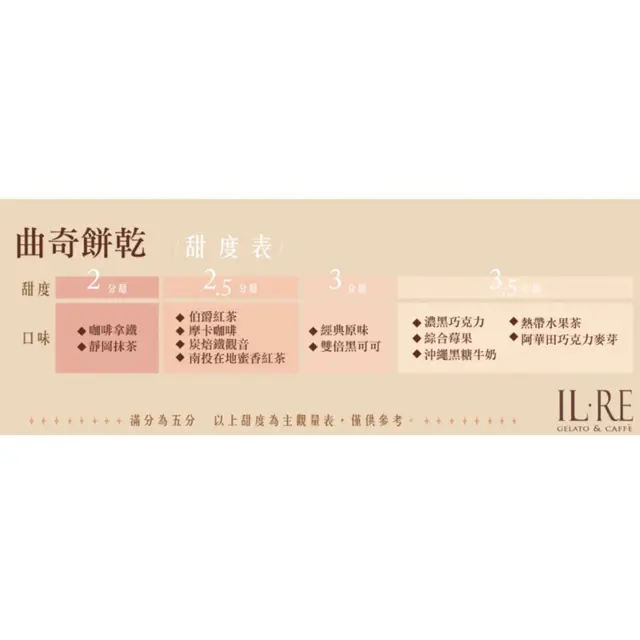 曲奇餅乾 /甜度表/
甜度 2分甜 2.5分甜 3分甜 3.5分甜
口味
◆咖啡拿鐵
◆靜岡抹茶
◆伯爵紅茶
◆摩卡咖啡
◆炭焙鐵觀音
◆南投在地蜜香紅茶
◆經典原味
◆雙倍黑可可
◆濃黑巧克力
◆綜合莓果
◆沖繩黑糖牛奶
◆熱帶水果茶
◆阿華田巧克力麥芽
滿分為五分 以上甜度為主觀量表，僅供參考。
IL·RE
GELATO & CAFFÈ